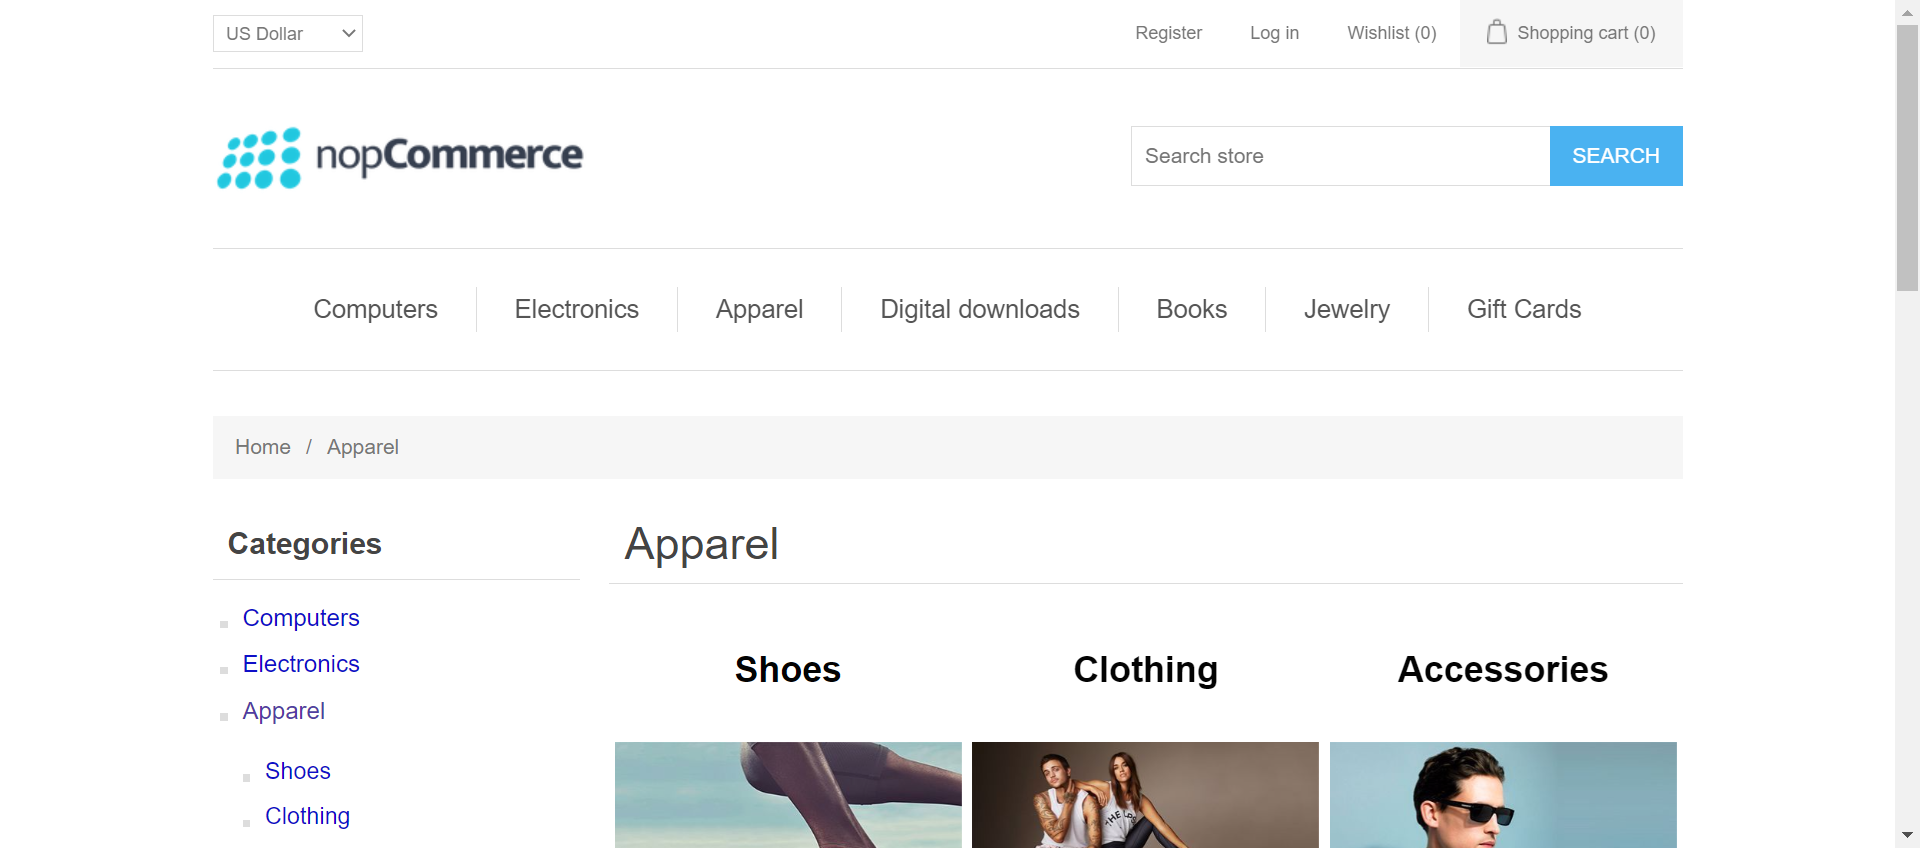 US Dollar
Register
Log in
Wishlist (0)
Shopping cart (0)
nopCommerce
Search store
SEARCH
Computers
Electronics
Apparel
Digital downloads
Books
Jewelry
Gift Cards
Home / Apparel
Categories
Computers
Electronics
Apparel
Shoes
Clothing
Apparel
Shoes
Clothing
Accessories